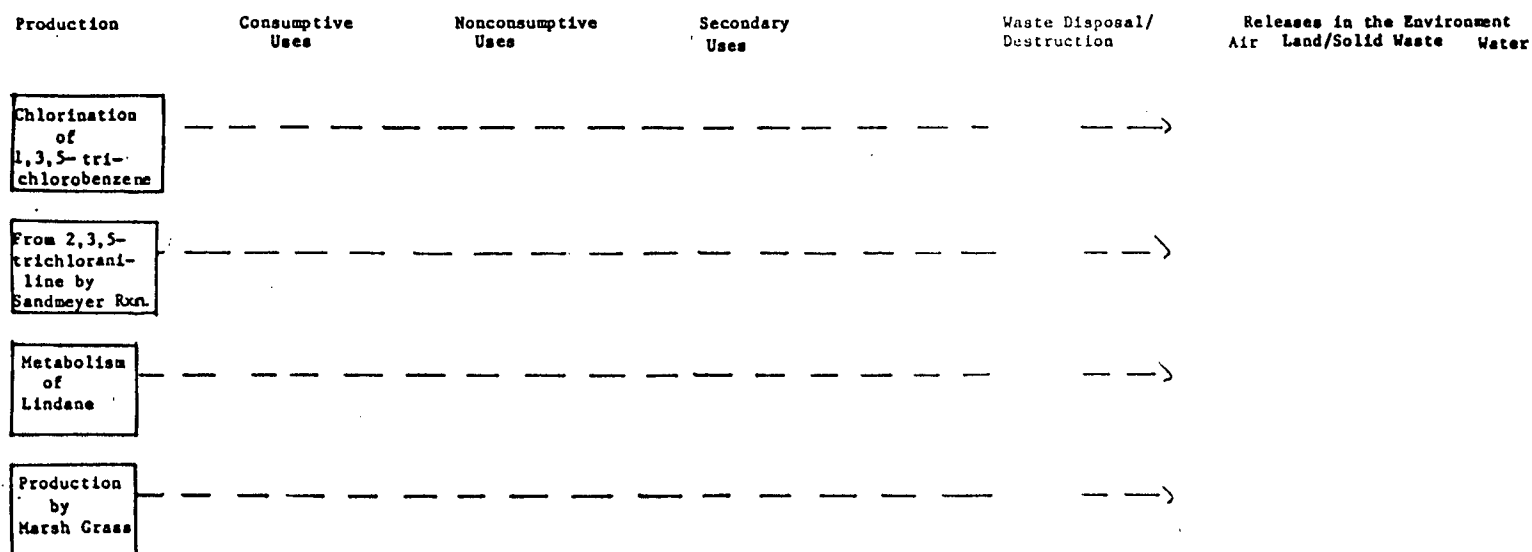 Production
Consumptive
Uses
Nonconsumptive
Uses
Secondary
Uses
Waste Disposal/
Destruction
Releases in the Environment
Air Land/Solid Waste Water
Chlorination
of
1,3,5- tri-
chlorobenzene
From 2,3,5-
trichlorani-
line by
Sandmeyer Rxn.
Metabolism
of
Lindane
Production
by
Marsh Grass